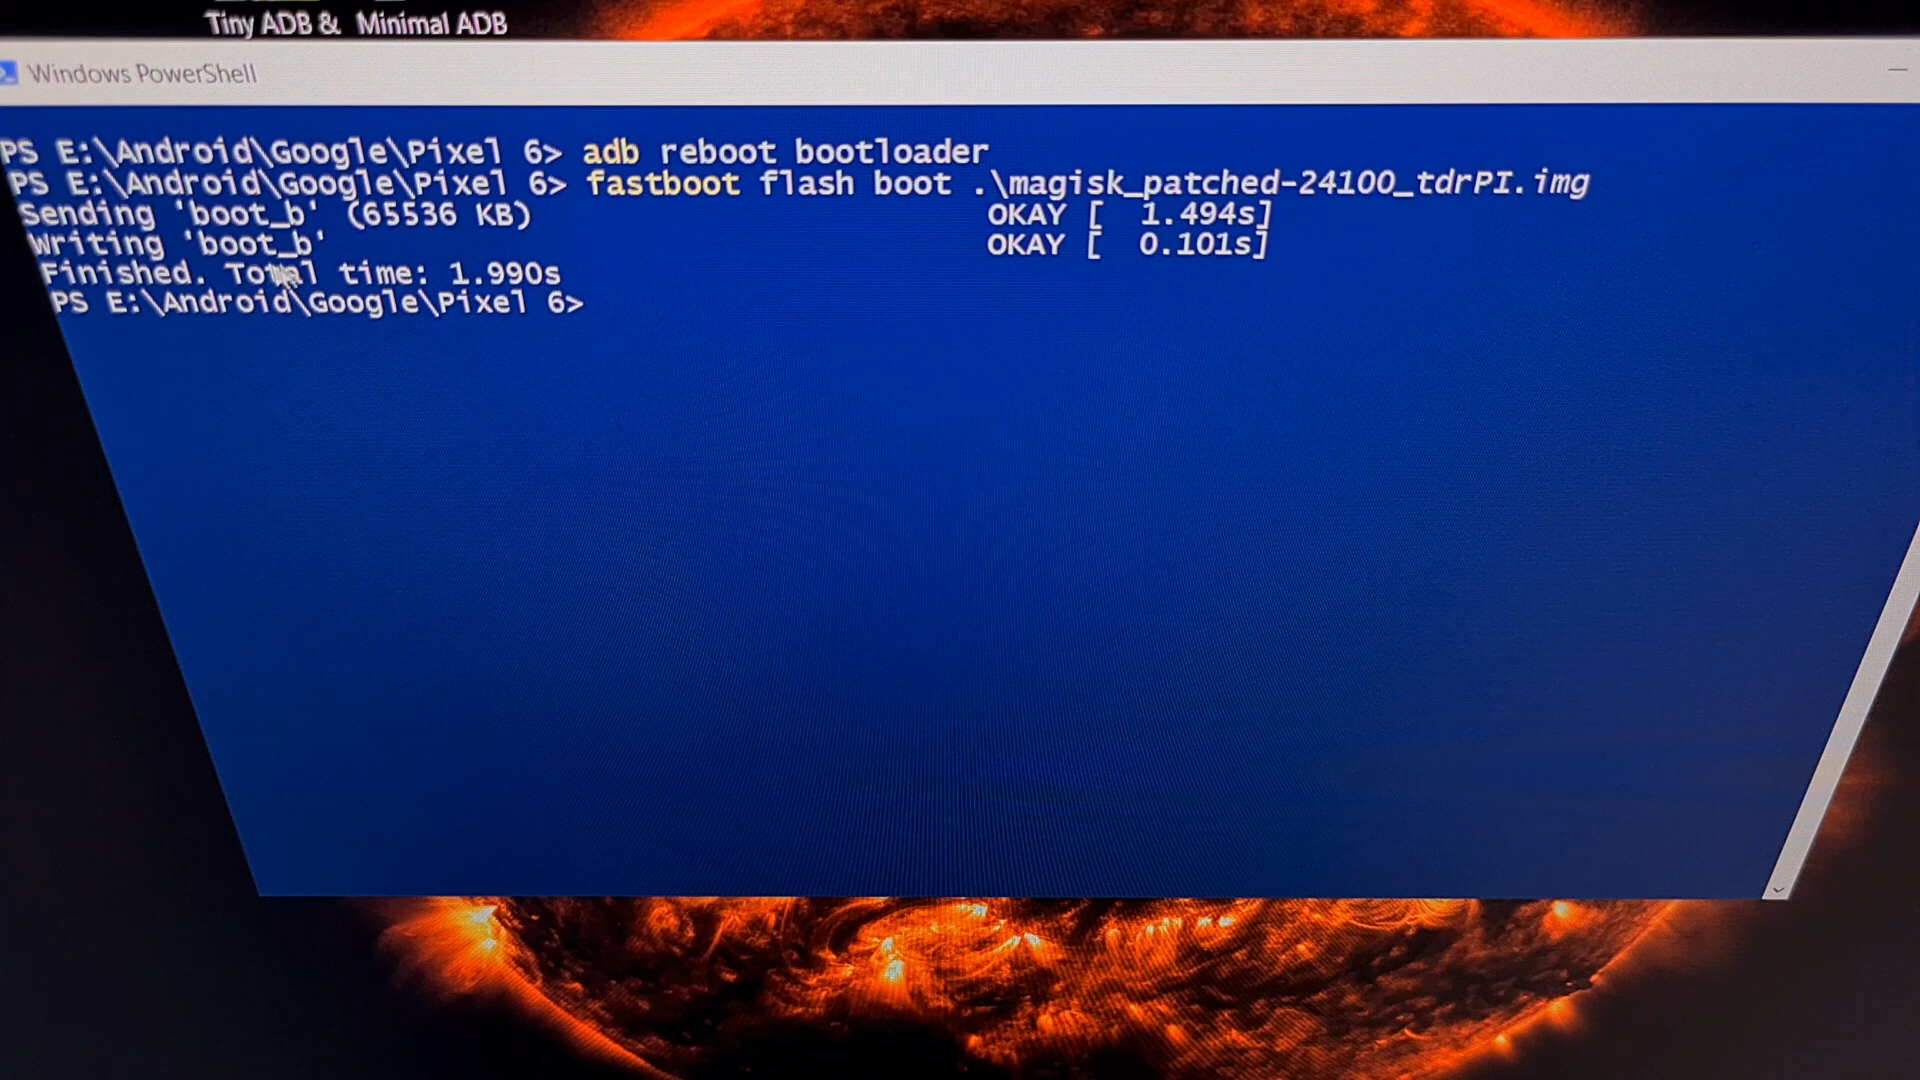 Tiny ADB & Minimal ADB
Windows PowerShell
PS E:\Android\Google\Pixel 6> adb reboot bootloader
PS E:\Android\Google\Pixel 6> fastboot flash boot .\magisk_patched-24100_tdrPI.img
Sending 'boot_b' (65536 KB) OKAY [ 1.494s]
Writing 'boot_b' OKAY [ 0.101s]
Finished. Total time: 1.990s
PS E:\Android\Google\Pixel 6>